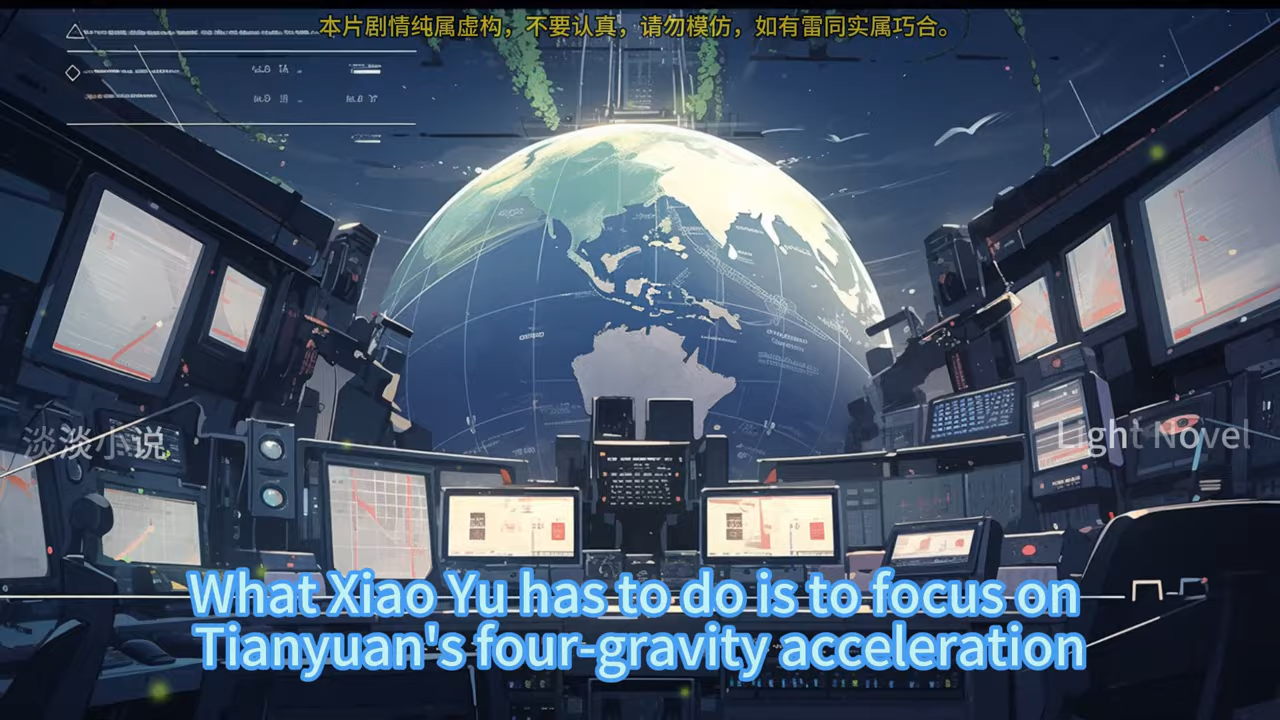 本片剧情纯属虚构，不要认真，请勿模仿，如有雷同实属巧合。
淡淡小说
Light Novel
What Xiao Yu has to do is to focus on
Tianyuan's four-gravity acceleration